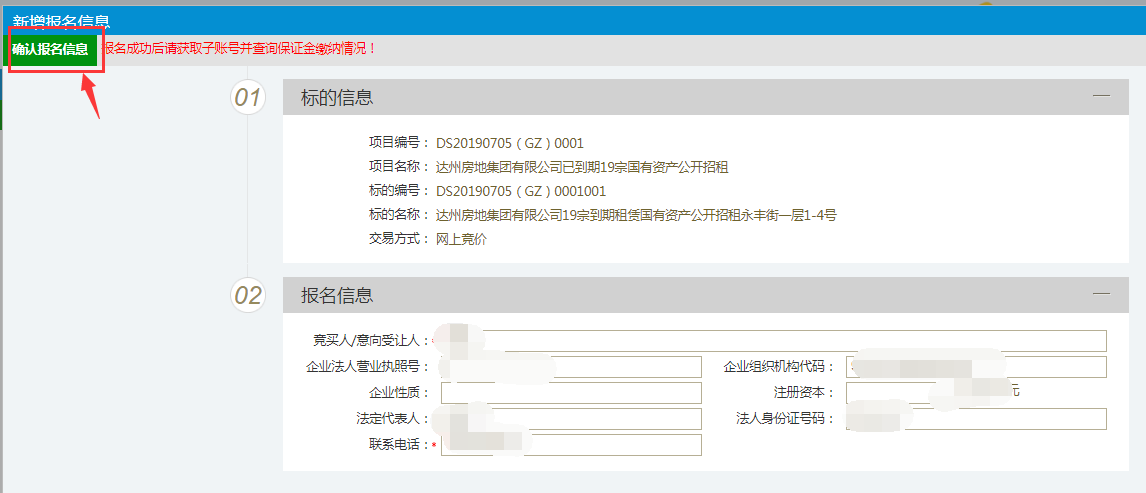 新增报名信息
确认报名信息 报名成功后请获取子账号并查询保证金缴纳情况！
01 标的信息
项目编号： DS20190705（GZ）0001
项目名称： 达州房地集团有限公司已到期19宗国有资产公开招租
标的编号： DS20190705（GZ）0001001
标的名称： 达州房地集团有限公司19宗到期租赁国有资产公开招租永丰街一层1-4号
交易方式： 网上竞价
02 报名信息
竞买人/意向受让人：
企业法人营业执照号： 企业组织机构代码：
企业性质： 注册资本： 元
法定代表人： 法人身份证号码：
联系电话：*